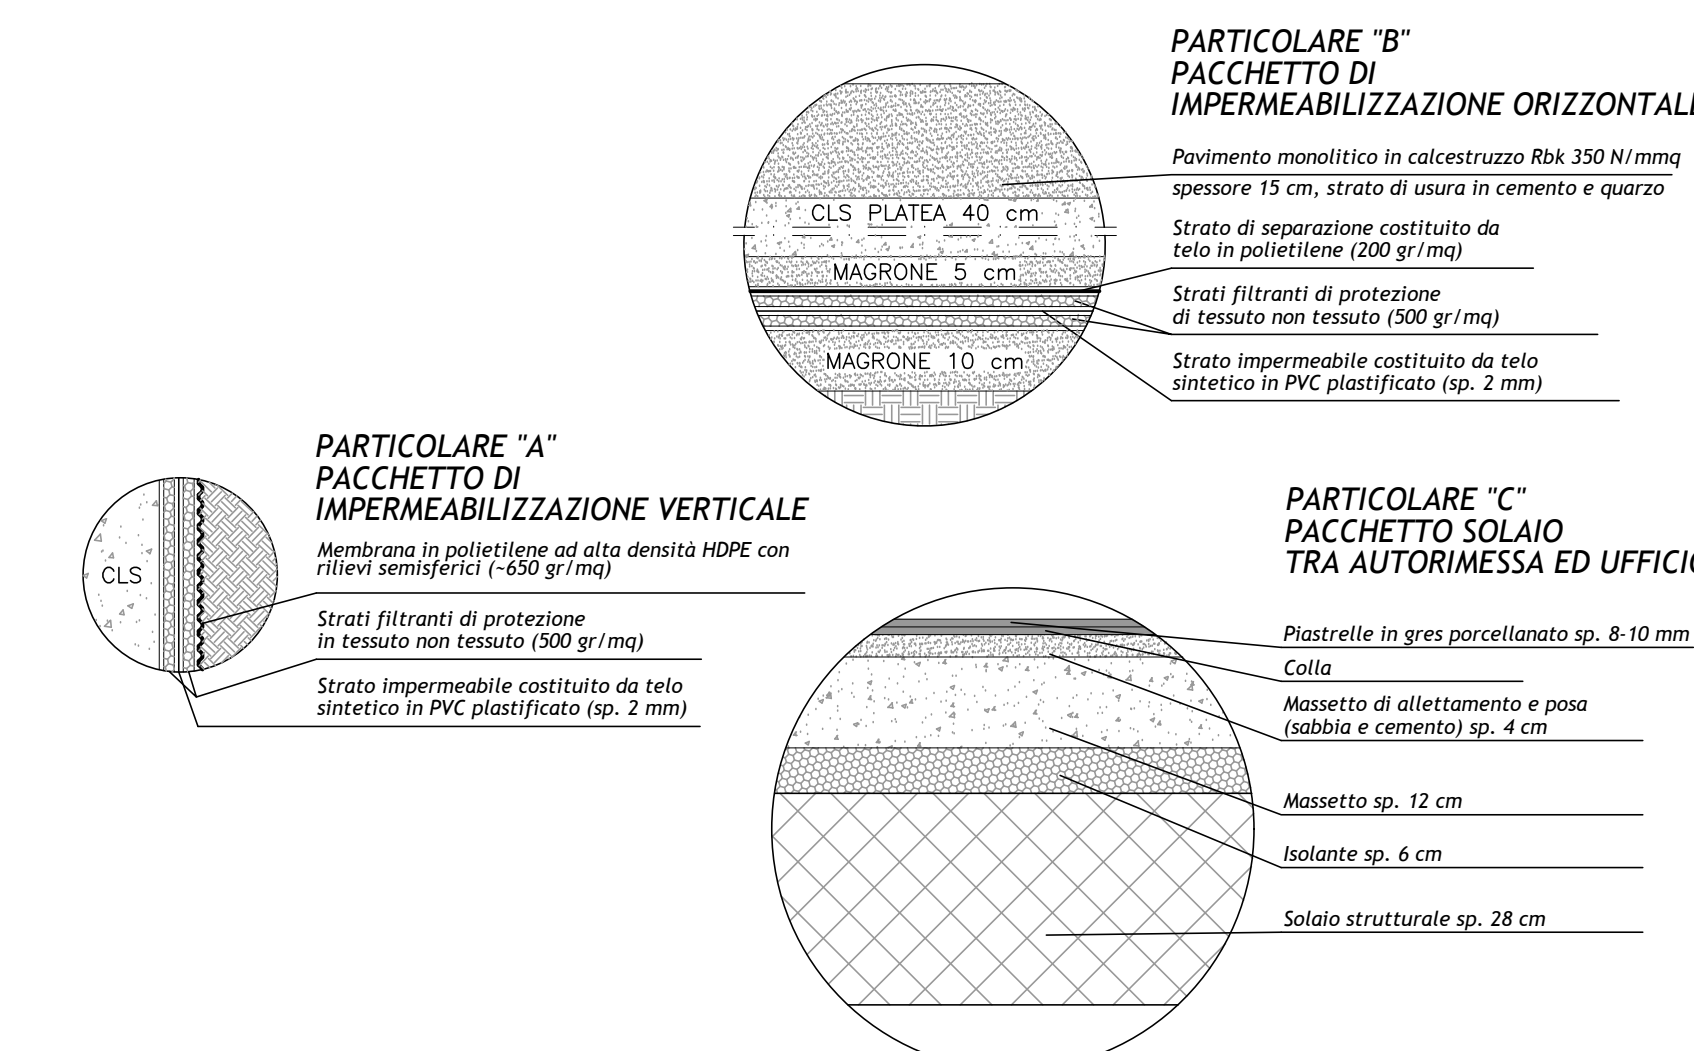 PARTICOLARE "B"
PACCHETTO DI
IMPERMEABILIZZAZIONE ORIZZONTALE
Pavimento monolitico in calcestruzzo Rbk 350 N/mmq
spessore 15 cm, strato di usura in cemento e quarzo
Strato di separazione costituito da
telo in polietilene (200 gr/mq)
Strati filtranti di protezione
di tessuto non tessuto (500 gr/mq)
Strato impermeabile costituito da telo
sintetico in PVC plastificato (sp. 2 mm)
CLS PLATEA 40 cm
MAGRONE 5 cm
MAGRONE 10 cm
PARTICOLARE "A"
PACCHETTO DI
IMPERMEABILIZZAZIONE VERTICALE
Membrana in polietilene ad alta densità HDPE con
rilievi semisferici (~650 gr/mq)
Strati filtranti di protezione
in tessuto non tessuto (500 gr/mq)
Strato impermeabile costituito da telo
sintetico in PVC plastificato (sp. 2 mm)
CLS
PARTICOLARE "C"
PACCHETTO SOLAIO
TRA AUTORIMESSA ED UFFICIO
Piastrelle in gres porcellanato sp. 8-10 mm
Colla
Massetto di allettamento e posa
(sabbia e cemento) sp. 4 cm
Massetto sp. 12 cm
Isolante sp. 6 cm
Solaio strutturale sp. 28 cm